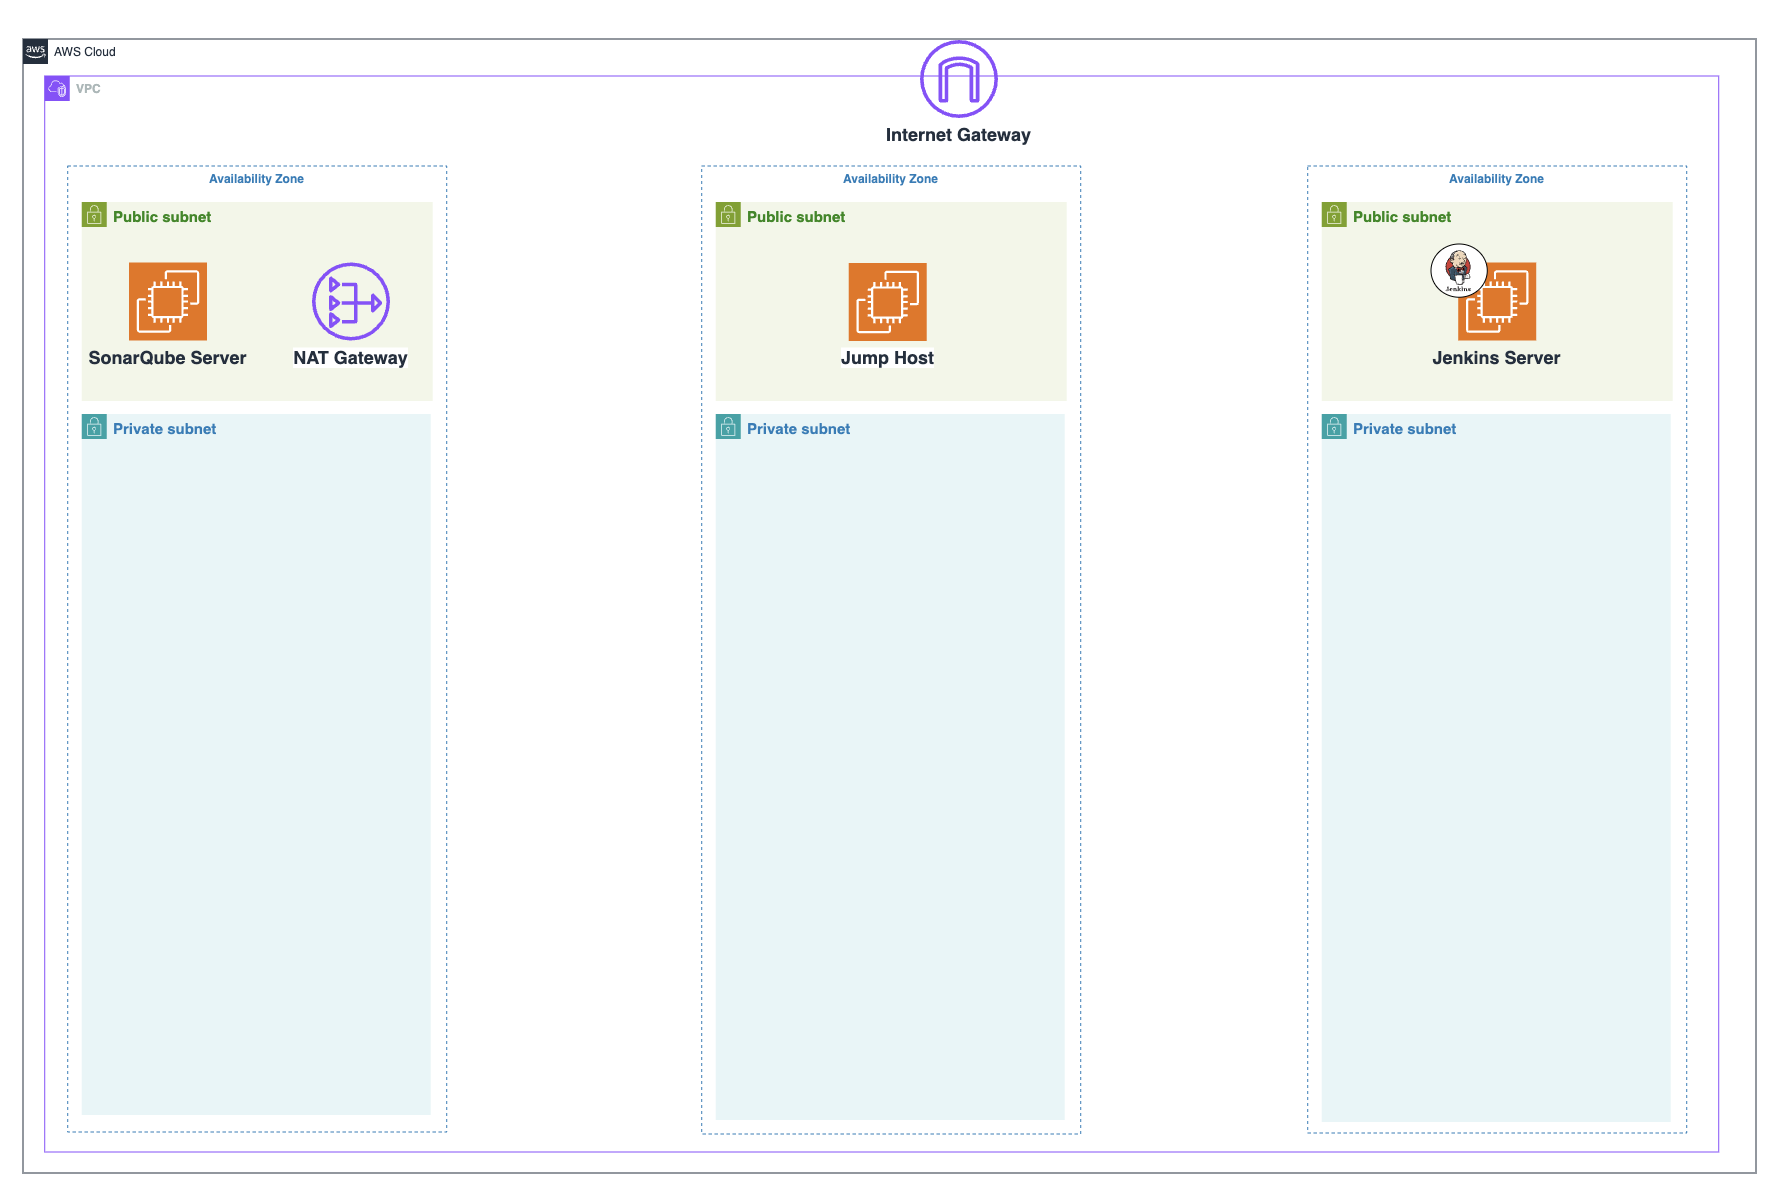 aws
AWS Cloud
VPC
Internet Gateway
Availability Zone
Public subnet
SonarQube Server
NAT Gateway
Private subnet
Availability Zone
Public subnet
Jump Host
Private subnet
Availability Zone
Public subnet
Jenkins
Jenkins Server
Private subnet